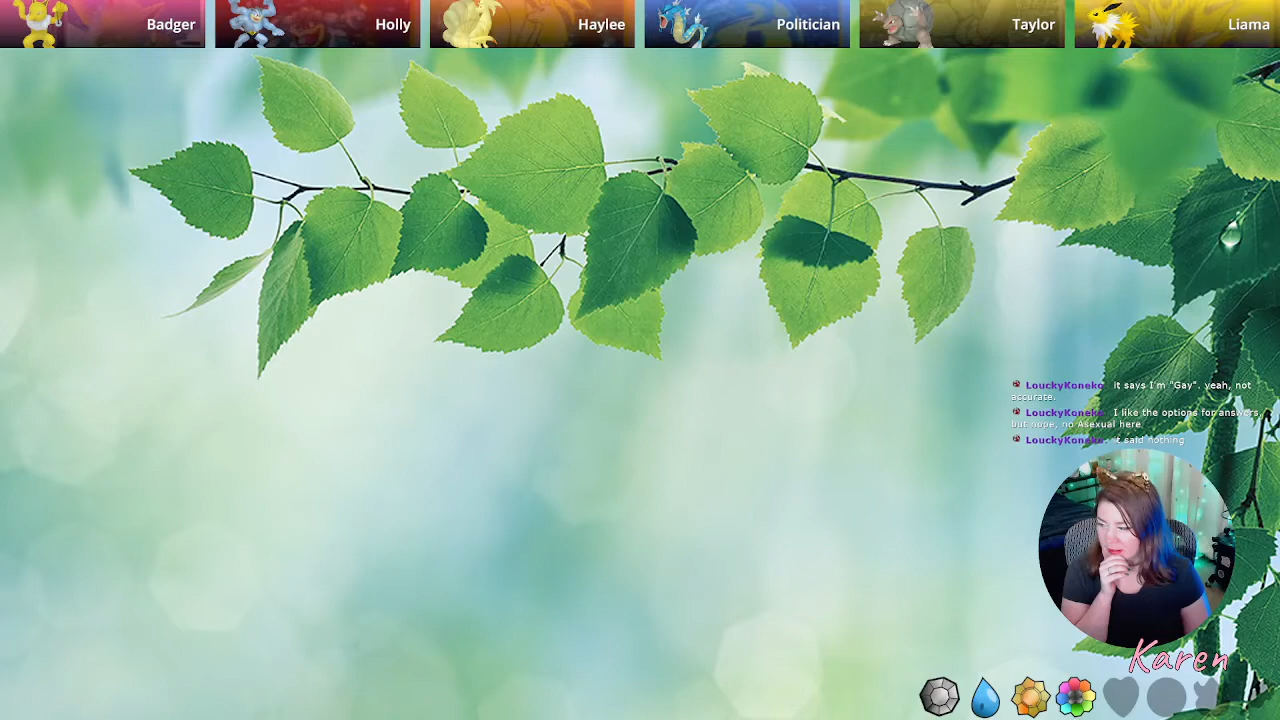 Badger
Holly
Haylee
Politician
Taylor
Liama
LouckyKoneko: It says I'm "Gay". yeah, not
accurate.
LouckyKoneko: I like the options for answers
but nope, no Asexual here
LouckyKoneko: it said nothing
Karen